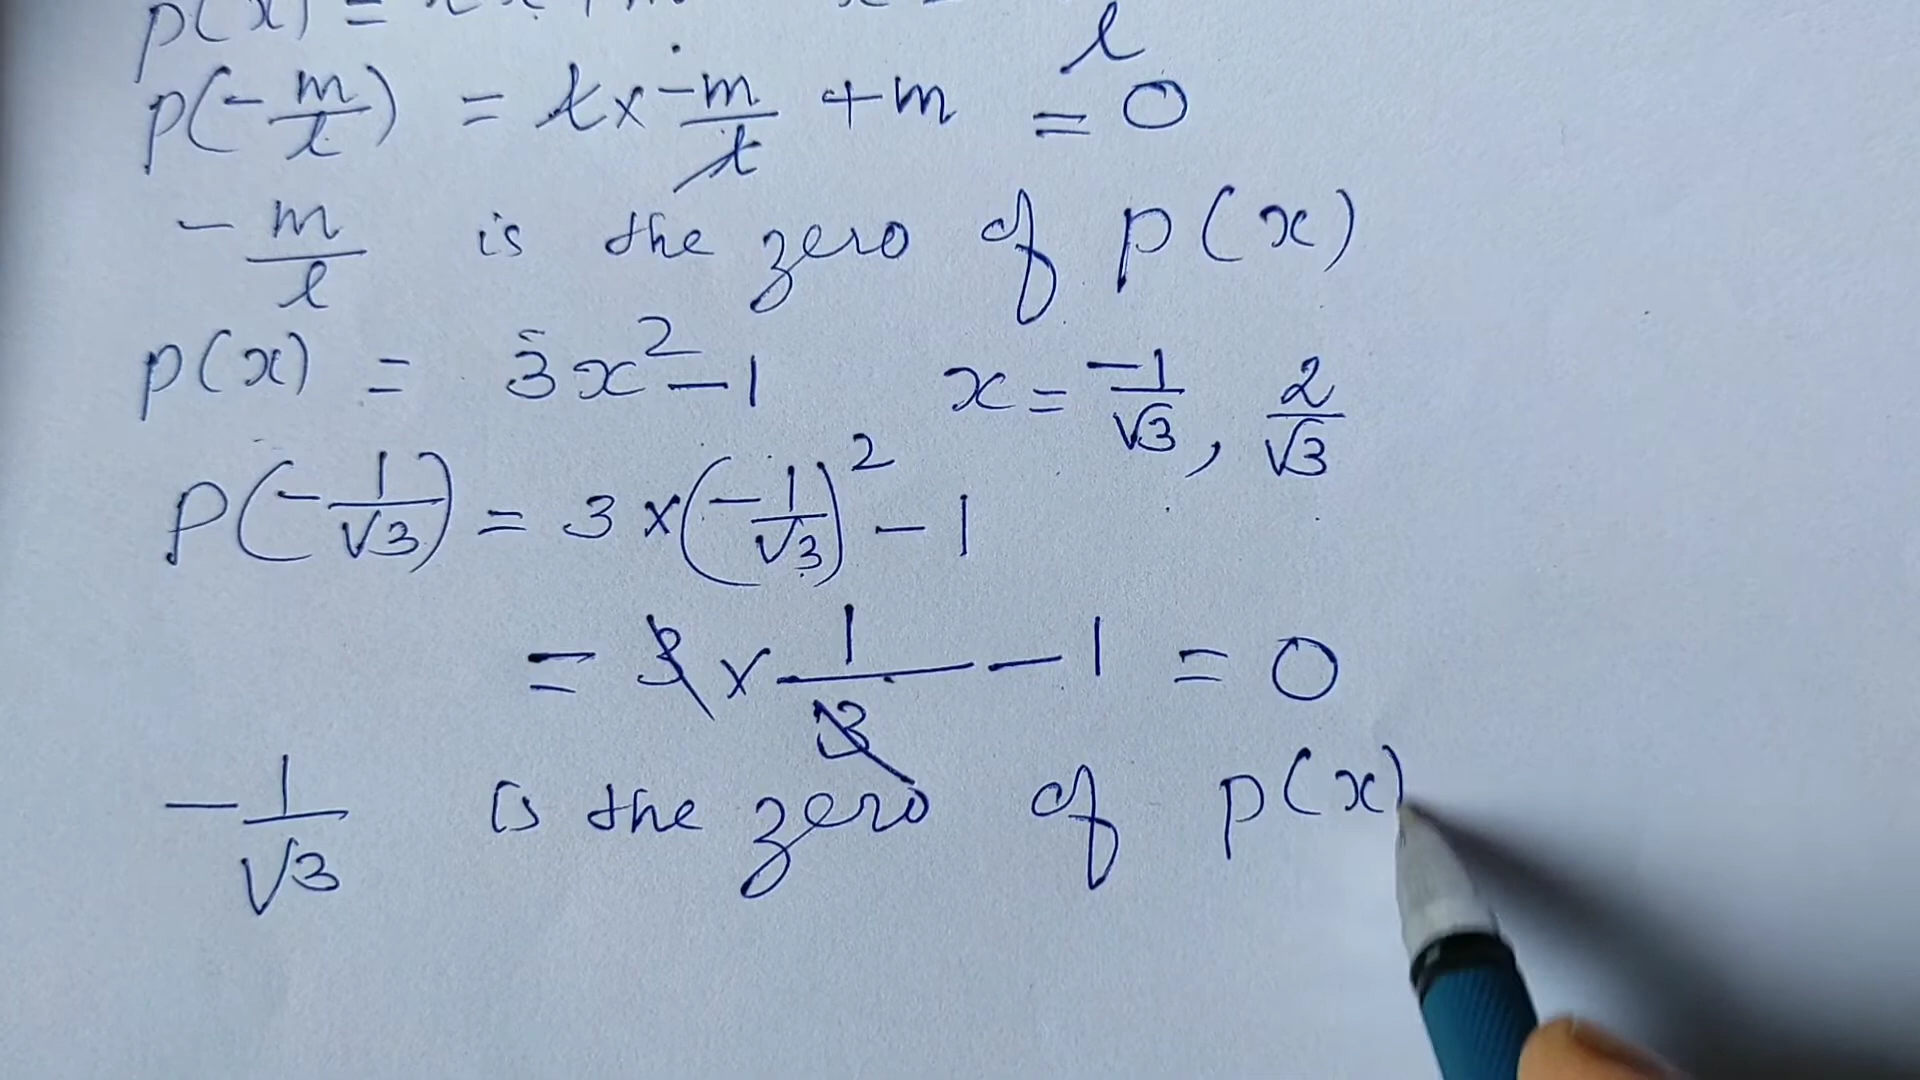 p(x) =
l
p(-m/l) = l x -m/l + m = 0
-m/l is the zero of p(x)
p(x) = 3x² - 1 x = -1/√3, 2/√3
P(-1/√3) = 3 x (-1/√3)² - 1
= 3 x 1/3 - 1 = 0
-1/√3 is the zero of p(x)